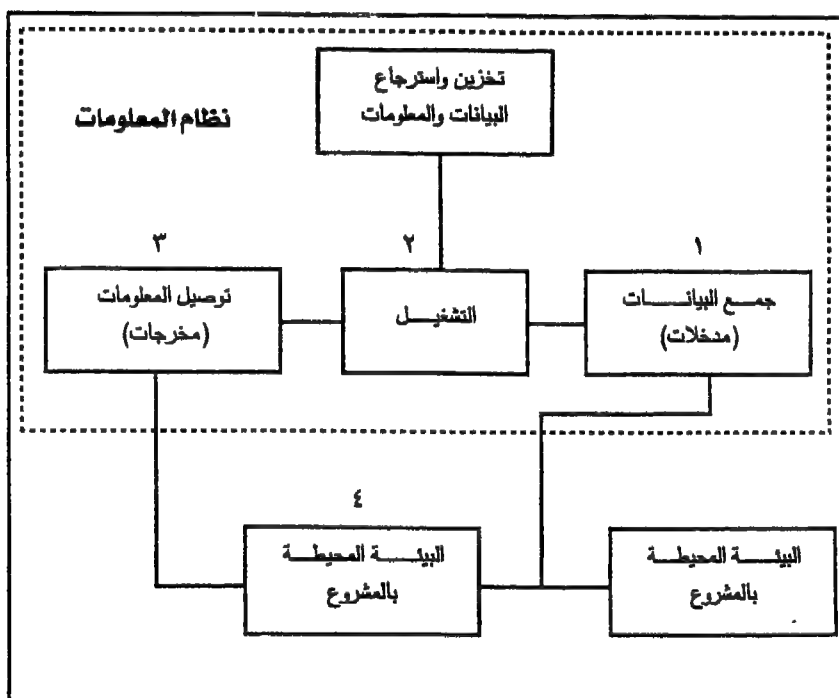 تخزين واسترجاع
البيانات والمعلومات
نظام المعلومات
١
جمع البيانات
(مدخلات)
٢
التشغيل
٣
توصيل المعلومات
(مخرجات)
البيئة المحيطة
بالمشروع
٤
البيئة المحيطة
بالمشروع